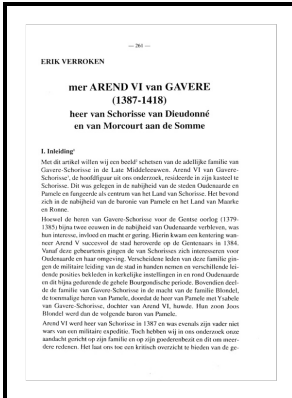 — 261 —
ERIK VERROKEN
mer AREND VI van GAVERE
(1387-1418)
heer van Schorisse van Dieudonné
en van Morcourt aan de Somme
I. Inleiding¹
Met dit artikel willen wij een beeld² schetsen van de adellijke familie van
Gavere-Schorisse in de Late Middeleeuwen. Arend VI van Gavere-
Schorisse³, de hoofdfiguur uit ons onderzoek, resideerde in zijn kasteel te
Schorisse. Dit was gelegen in de nabijheid van de steden Oudenaarde en
Pamele en fungeerde als centrum van het Land van Schorisse. Het bevond
zich in de nabijheid van de baronie van Pamele en het Land van Maarke
en Ronne.
Hoewel de heren van Gavere-Schorisse voor de Gentse oorlog (1379-
1385) bijna twee eeuwen in de nabijheid van Oudenaarde verbleven, was
hun interesse, invloed en macht er gering. Hierin kwam een kentering wan-
neer Arend V succesvol de stad heroverde op de Gentenaars in 1384.
Vanaf deze gebeurtenis gingen de van Schorisses zich interesseren voor
Oudenaarde en haar omgeving. Verscheidene leden van deze familie gin-
gen de militaire leiding van de stad in handen nemen en verschillende lei-
dende posities bekleden in kerkelijke instellingen in en rond Oudenaarde
en dit bijna gedurende de gehele Bourgondische periode. Bovendien deel-
de de familie van Gavere-Schorisse in de macht van de familie Blondel,
de toenmalige heren van Pamele, doordat de heer van Pamele met Ysabele
van Gavere-Schorisse, dochter van Arend VI, huwde. Hun zoon Joos
Blondel werd dan de volgende baron van Pamele.
Arend VI werd heer van Schorisse in 1387 en was evenals zijn vader niet
wars van een militaire expeditie. Toch hebben wij in ons onderzoek onze
aandacht gericht op zijn familie en op zijn goederenbezit en dit om meer-
dere redenen. Het laat ons toe een kritisch overzicht te bieden van de ge-